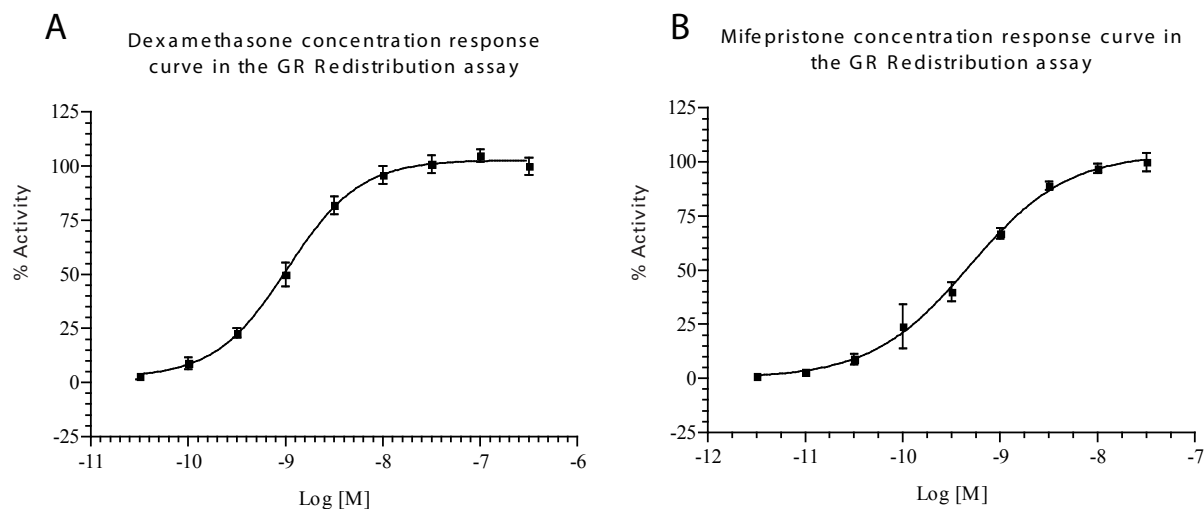 A
Dexamethasone concentration response
curve in the GR Redistribution assay
125
100
75
50
25
0
-25
% Activity
-11
-10
-9
-8
-7
-6
Log [M]
B
Mifepristone concentration response curve in
the GR Redistribution assay
125
100
75
50
25
0
-25
% Activity
-12
-11
-10
-9
-8
-7
Log [M]